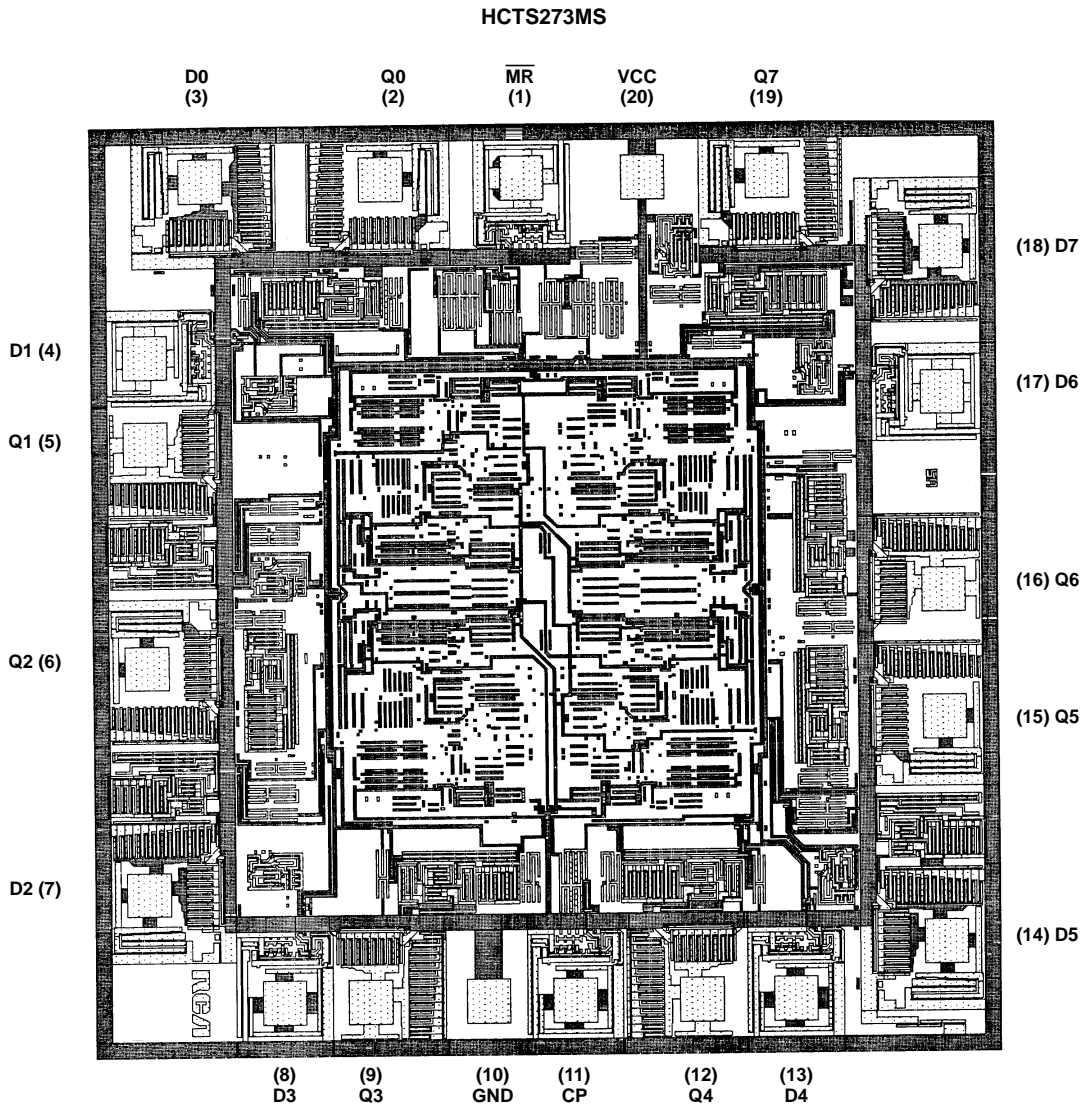 HCTS273MS
D0 (3)
Q0 (2)
M̅R̅ (1)
VCC (20)
Q7 (19)
(18) D7
D1 (4)
(17) D6
Q1 (5)
(16) Q6
Q2 (6)
(15) Q5
D2 (7)
(14) D5
RCA
(8) D3
(9) Q3
(10) GND
(11) CP
(12) Q4
(13) D4